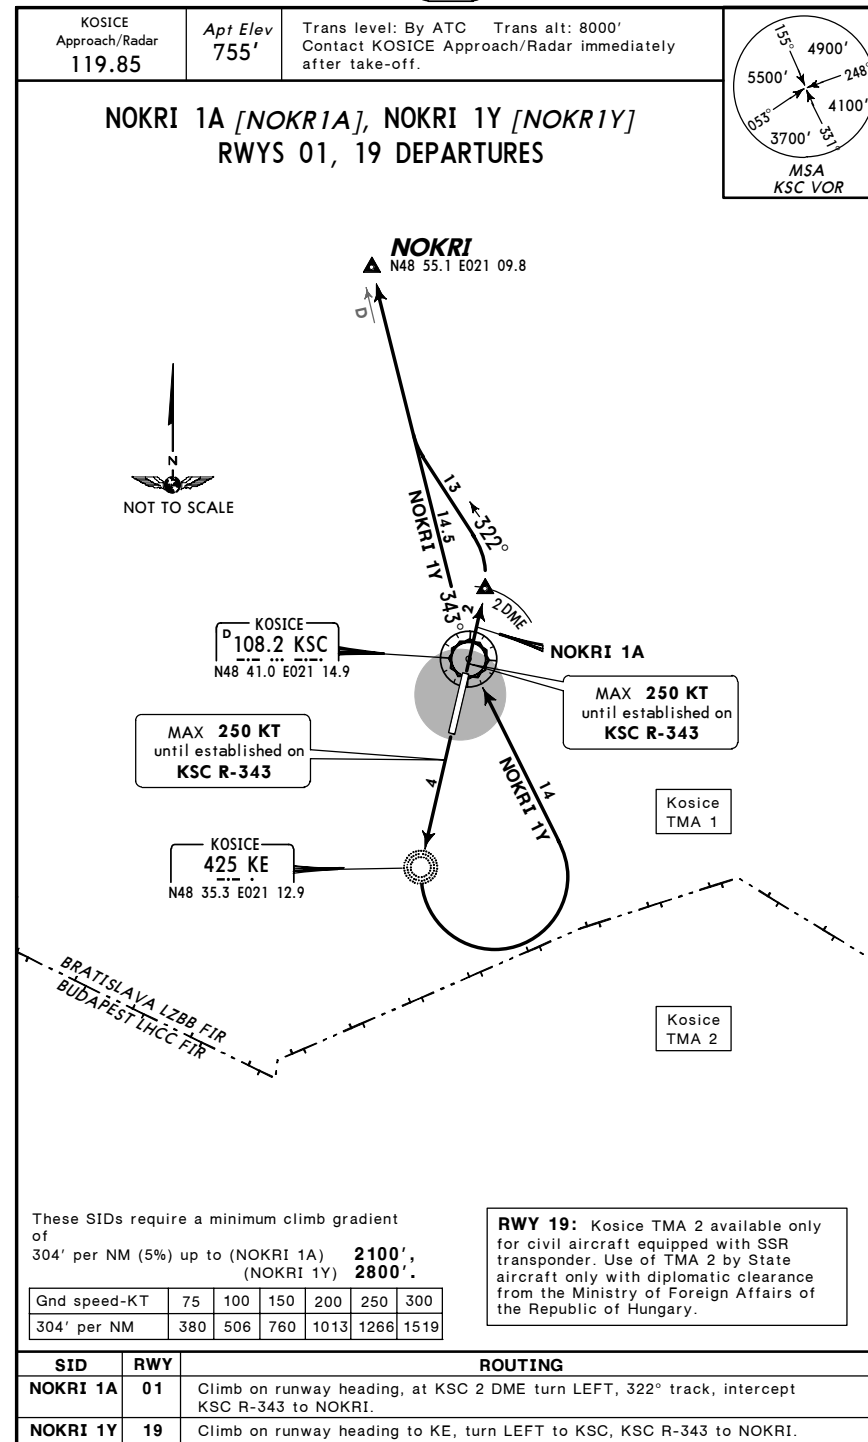 KOSICE
Approach/Radar
119.85
Apt Elev
755'
Trans level: By ATC Trans alt: 8000'
Contact KOSICE Approach/Radar immediately
after take-off.
155°
4900'
248°
5500'
4100'
053°
3700'
331°
MSA
KSC VOR
NOKRI 1A [NOKR1A], NOKRI 1Y [NOKR1Y]
RWYS 01, 19 DEPARTURES
NOKRI
N48 55.1 E021 09.8
D
N
NOT TO SCALE
13
14.5
322°
NOKRI 1Y
343°
2
2 DME
KOSICE
D 108.2 KSC
N48 41.0 E021 14.9
NOKRI 1A
MAX 250 KT
until established on
KSC R-343
MAX 250 KT
until established on
KSC R-343
4
14
NOKRI 1Y
Kosice
TMA 1
KOSICE
425 KE
N48 35.3 E021 12.9
BRATISLAVA LZBB FIR
BUDAPEST LHCC FIR
Kosice
TMA 2
These SIDs require a minimum climb gradient
of
304' per NM (5%) up to (NOKRI 1A) 2100',
(NOKRI 1Y) 2800'.
Gnd speed-KT 75 100 150 200 250 300
304' per NM 380 506 760 1013 1266 1519
RWY 19: Kosice TMA 2 available only
for civil aircraft equipped with SSR
transponder. Use of TMA 2 by State
aircraft only with diplomatic clearance
from the Ministry of Foreign Affairs of
the Republic of Hungary.
SID RWY ROUTING
NOKRI 1A 01 Climb on runway heading, at KSC 2 DME turn LEFT, 322° track, intercept
KSC R-343 to NOKRI.
NOKRI 1Y 19 Climb on runway heading to KE, turn LEFT to KSC, KSC R-343 to NOKRI.